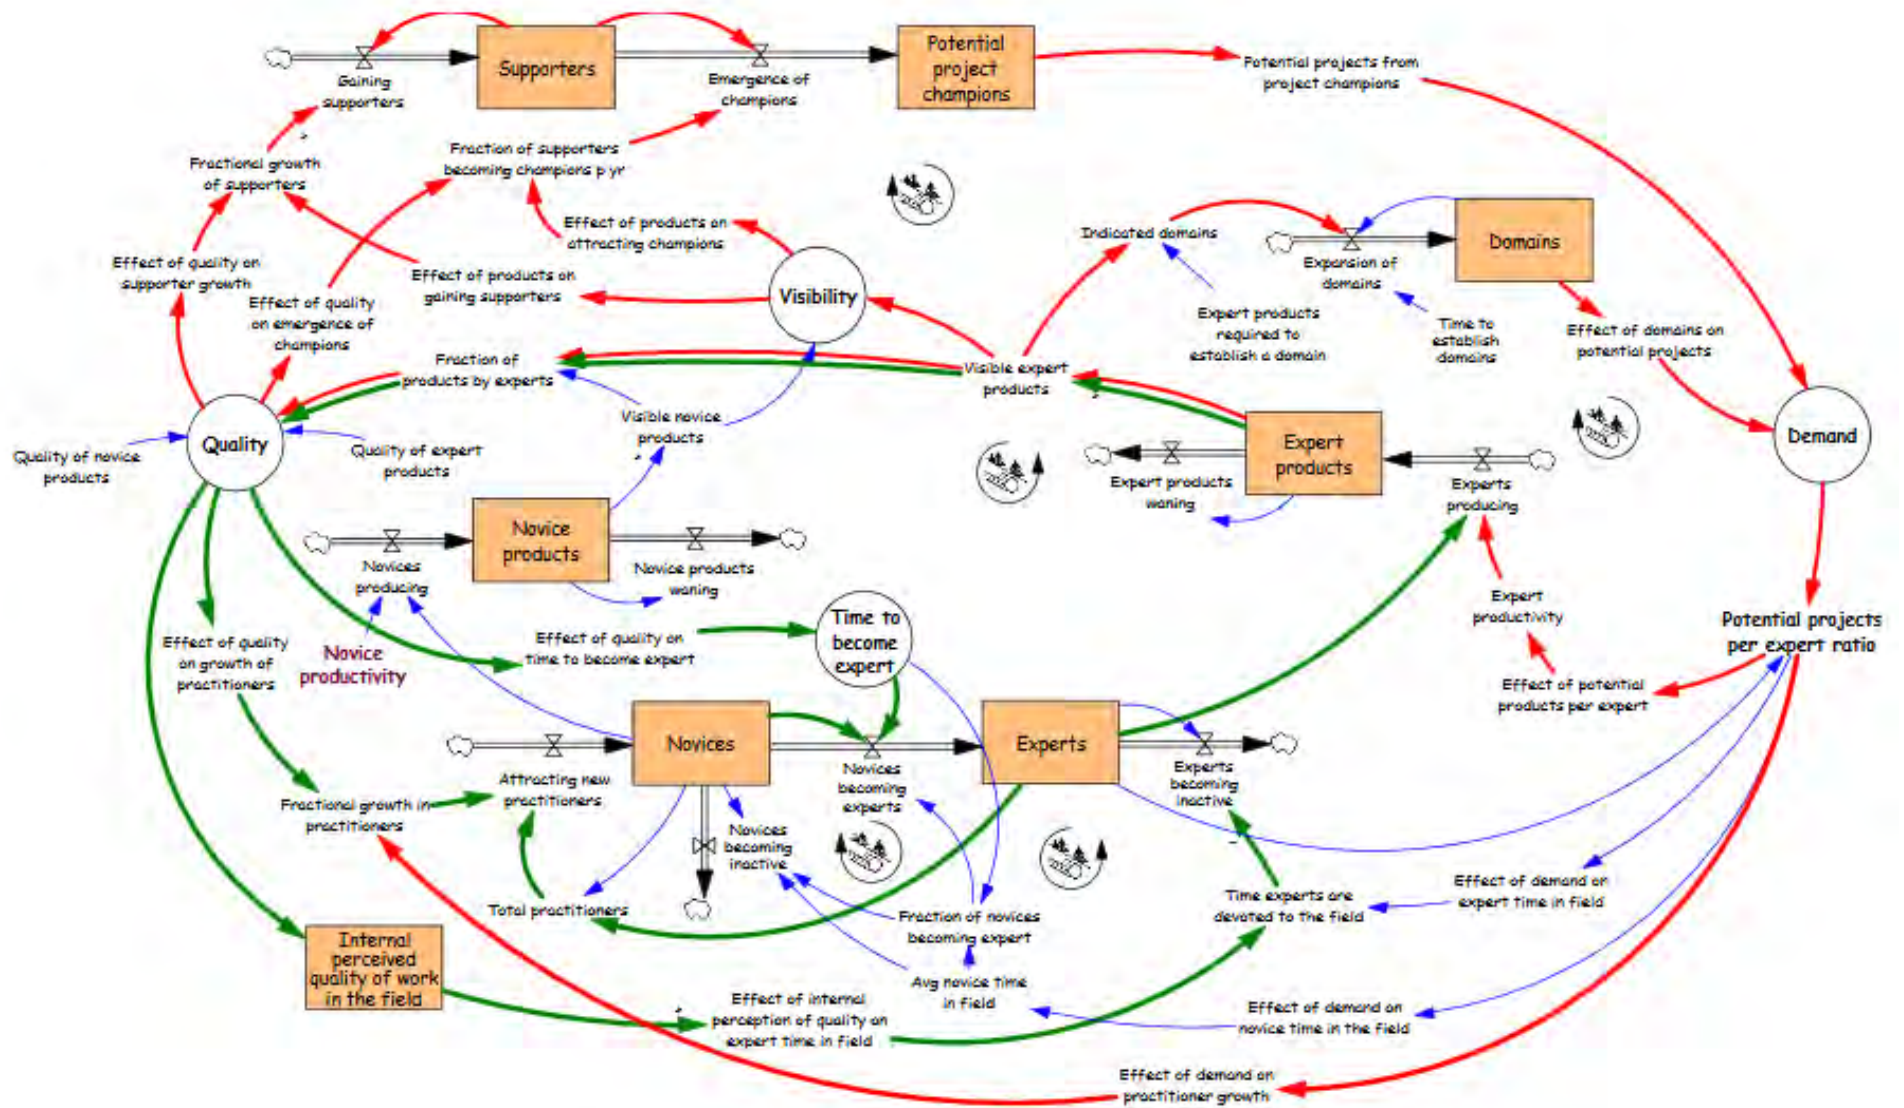 Supporters
Gaining
supporters
Emergence of
champions
Potential
project
champions
Potential projects from
project champions
Fractional growth
of supporters
Fraction of supporters
becoming champions p yr
Effect of products on
attracting champions
Effect of quality on
supporter growth
Effect of quality
on emergence of
champions
Effect of products on
gaining supporters
Visibility
Indicated domains
Expansion of
domains
Domains
Expert products
required to
establish a domain
Time to
establish
domains
Effect of domains on
potential projects
Fraction of
products by experts
Visible expert
products
Visible novice
products
Quality
Quality of novice
products
Quality of expert
products
Expert
products
Expert products
waning
Experts
producing
Demand
Novice
products
Novices
producing
Novice products
waning
Novice
productivity
Effect of quality
on growth of
practitioners
Effect of quality on
time to become expert
Time to
become
expert
Expert
productivity
Potential projects
per expert ratio
Effect of potential
products per expert
Novices
Experts
Attracting new
practitioners
Novices
becoming
experts
Experts
becoming
inactive
Fractional growth in
practitioners
Novices
becoming
inactive
Total practitioners
Fraction of novices
becoming expert
Time experts are
devoted to the field
Effect of demand on
expert time in field
Internal
perceived
quality of work
in the field
Avg novice time
in field
Effect of internal
perception of quality on
expert time in field
Effect of demand on
novice time in the field
Effect of demand on
practitioner growth